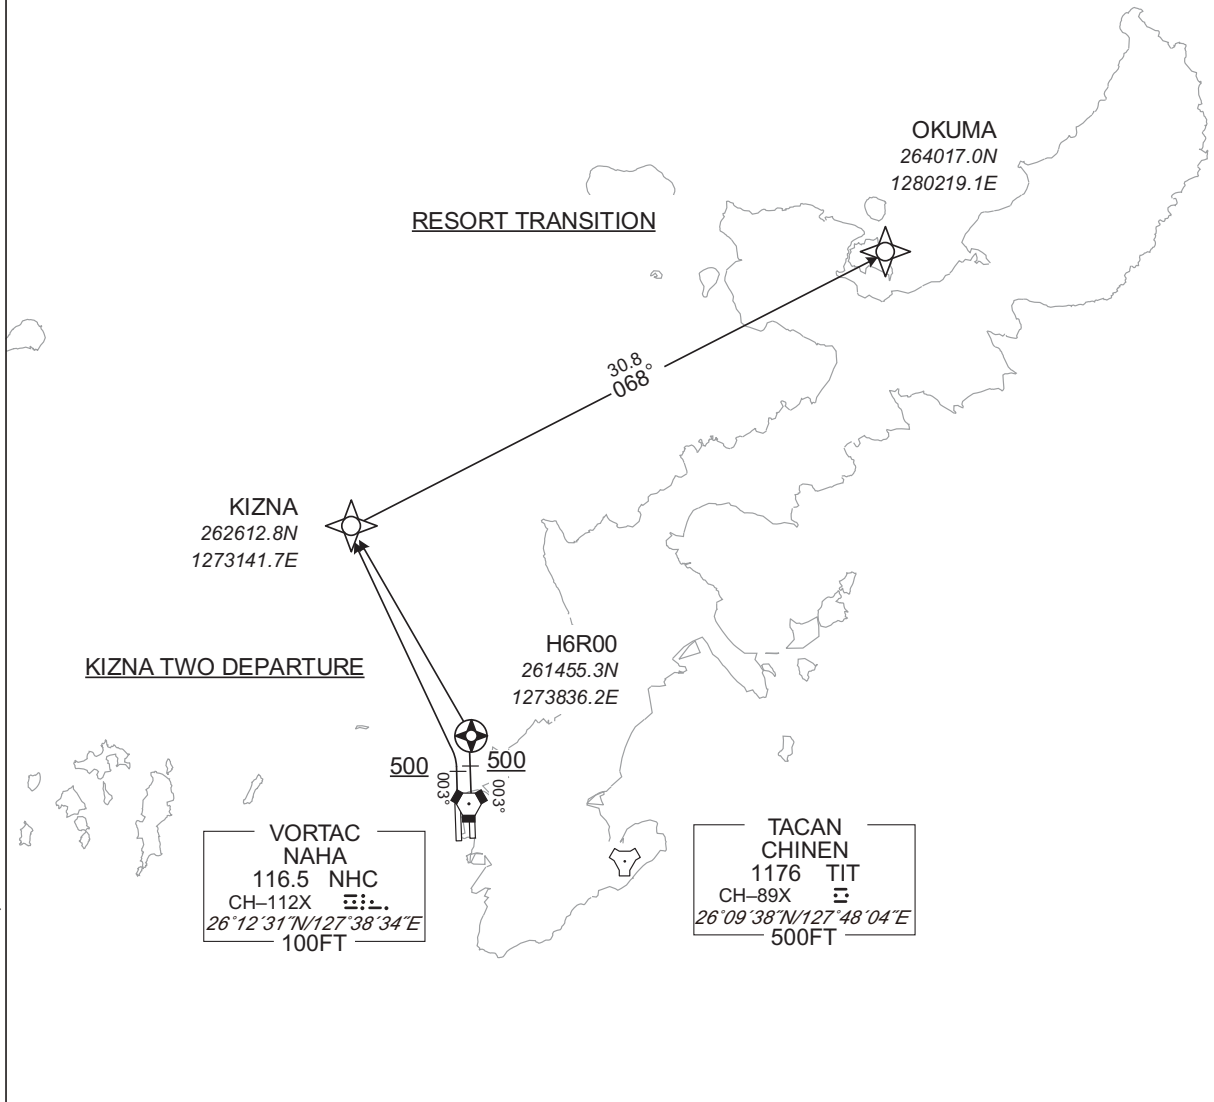 OKUMA
264017.0N
1280219.1E
RESORT TRANSITION
30.8
068°
KIZNA
262612.8N
1273141.7E
H6R00
261455.3N
1273836.2E
KIZNA TWO DEPARTURE
500
500
003°
003°
VORTAC
NAHA
116.5 NHC
CH–112X
26°12′31″N/127°38′34″E
100FT
TACAN
CHINEN
1176 TIT
CH–89X
26°09′38″N/127°48′04″E
500FT